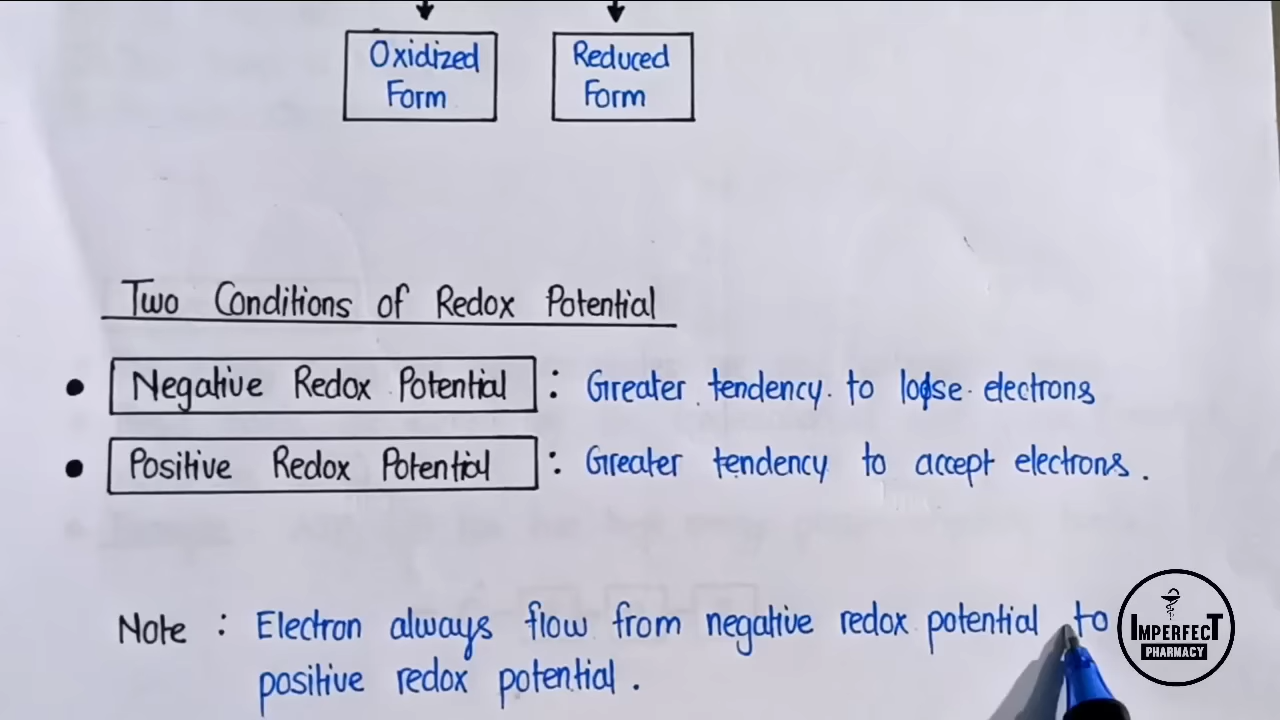 Oxidized
Form
Reduced
Form
Two Conditions of Redox Potential
• Negative Redox Potential : Greater tendency to loose electrons
• Positive Redox Potential : Greater tendency to accept electrons.
Note : Electron always flow from negative redox potential to
positive redox potential.
IMPERFECT
PHARMACY